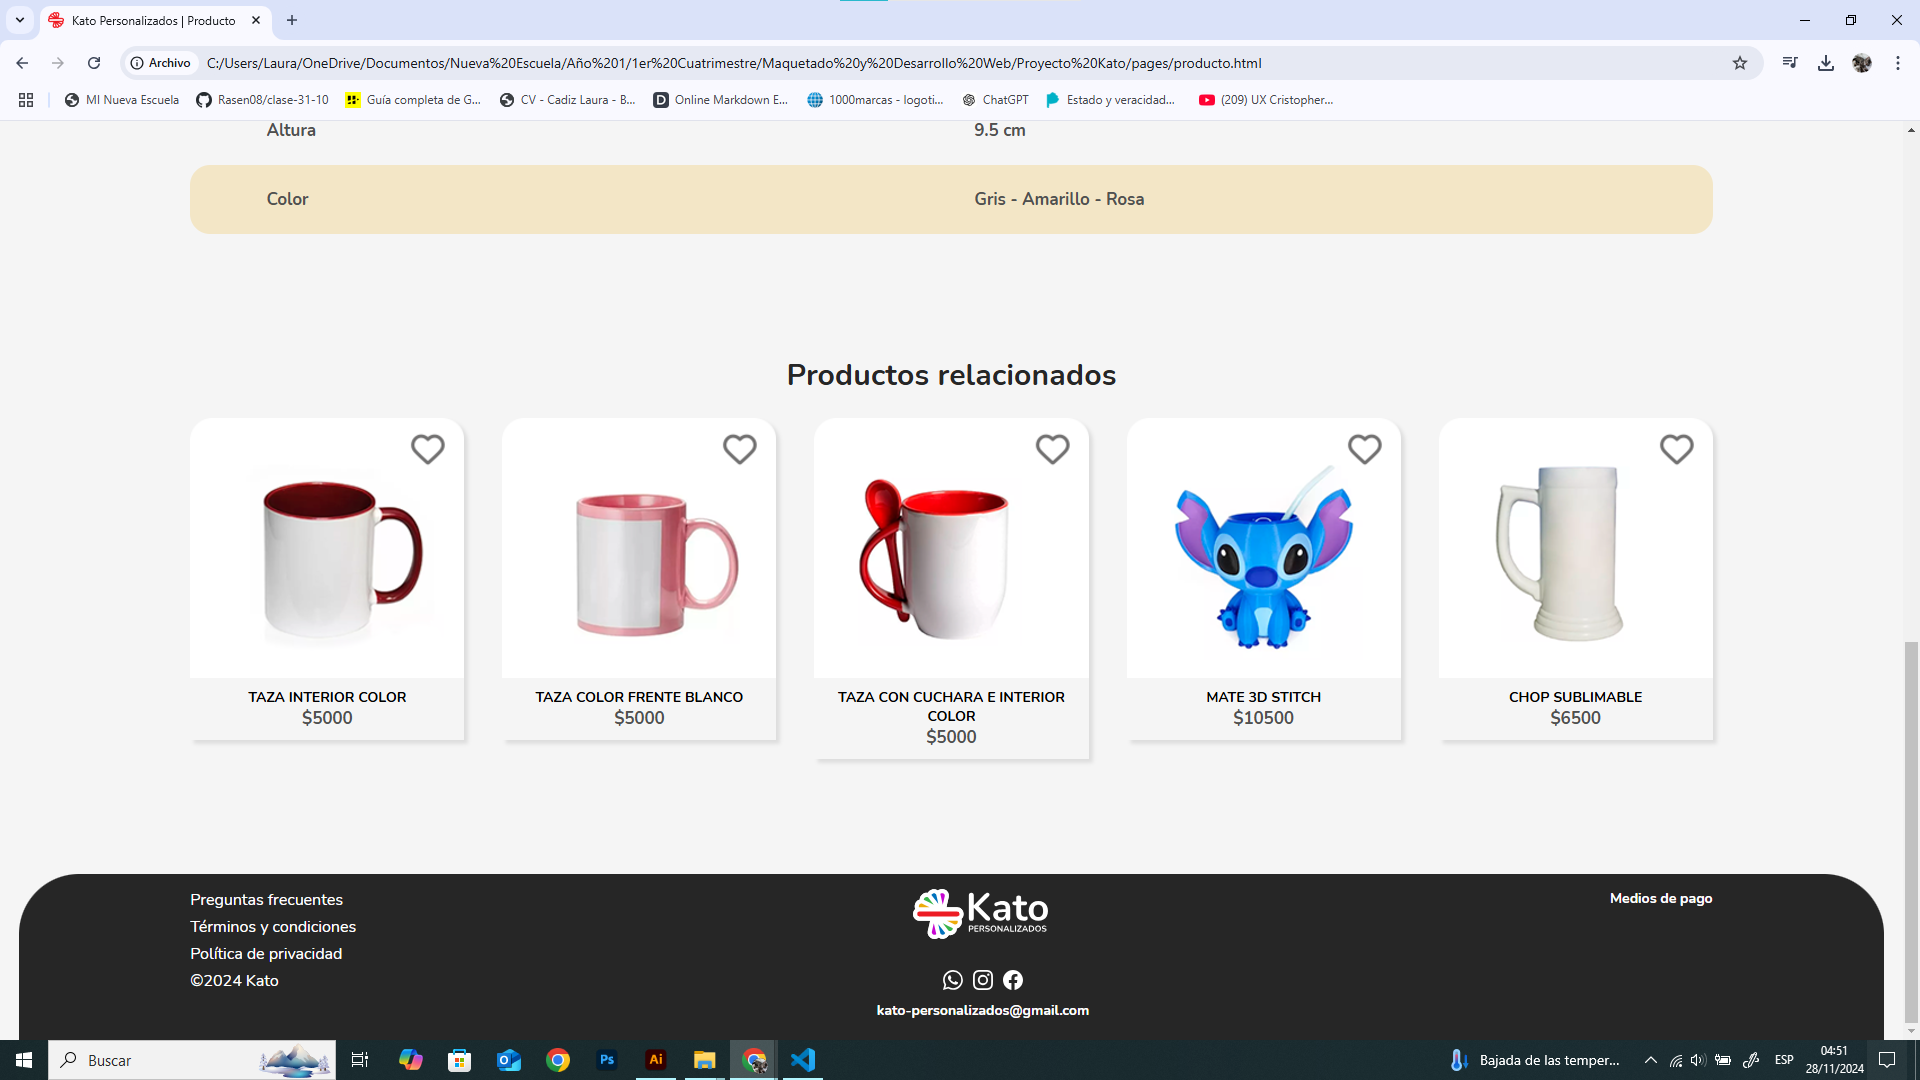 Kato Personalizados | Producto
Archivo
C:/Users/Laura/OneDrive/Documentos/Nueva%20Escuela/Año%201/1er%20Cuatrimestre/Maquetado%20y%20Desarrollo%20Web/Proyecto%20Kato/pages/producto.html
MI Nueva Escuela
Rasen08/clase-31-10
Guía completa de G...
CV - Cadiz Laura - B...
Online Markdown E...
1000marcas - logoti...
ChatGPT
Estado y veracidad...
(209) UX Cristopher...
Altura
9.5 cm
Color
Gris - Amarillo - Rosa
Productos relacionados
TAZA INTERIOR COLOR
$5000
TAZA COLOR FRENTE BLANCO
$5000
TAZA CON CUCHARA E INTERIOR
COLOR
$5000
MATE 3D STITCH
$10500
CHOP SUBLIMABLE
$6500
Preguntas frecuentes
Términos y condiciones
Política de privacidad
©2024 Kato
Kato
PERSONALIZADOS
kato-personalizados@gmail.com
Medios de pago
Buscar
Ps
Ai
Bajada de las temper...
ESP
04:51
28/11/2024